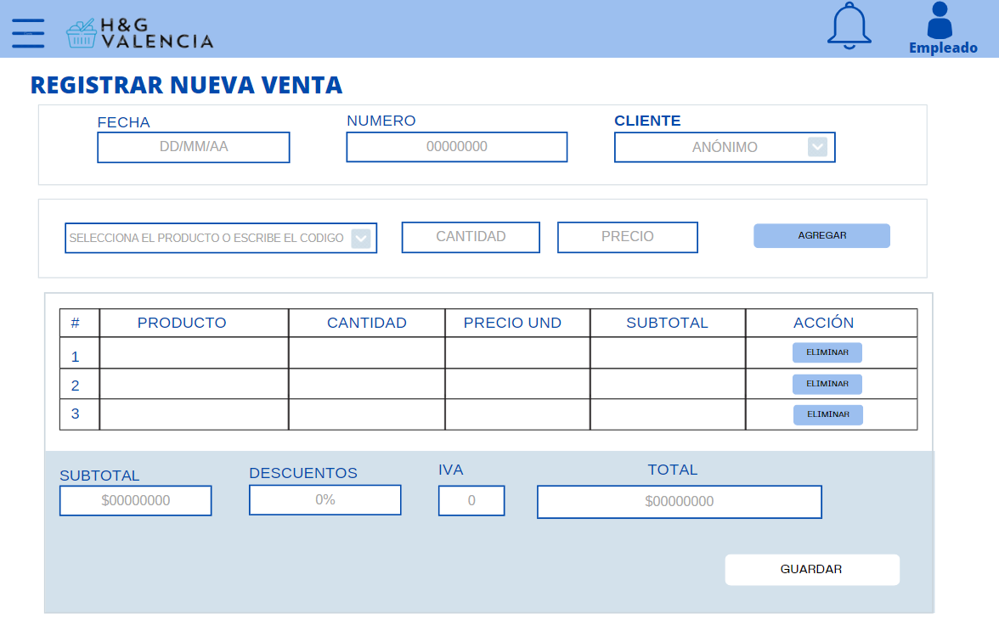 H&G
VALENCIA
Empleado
REGISTRAR NUEVA VENTA
FECHA NUMERO CLIENTE
DD/MM/AA 00000000 ANÓNIMO
SELECCIONA EL PRODUCTO O ESCRIBE EL CODIGO CANTIDAD PRECIO AGREGAR
# PRODUCTO CANTIDAD PRECIO UND SUBTOTAL ACCIÓN
1 ELIMINAR
2 ELIMINAR
3 ELIMINAR
SUBTOTAL DESCUENTOS IVA TOTAL
$00000000 0% 0 $00000000
GUARDAR